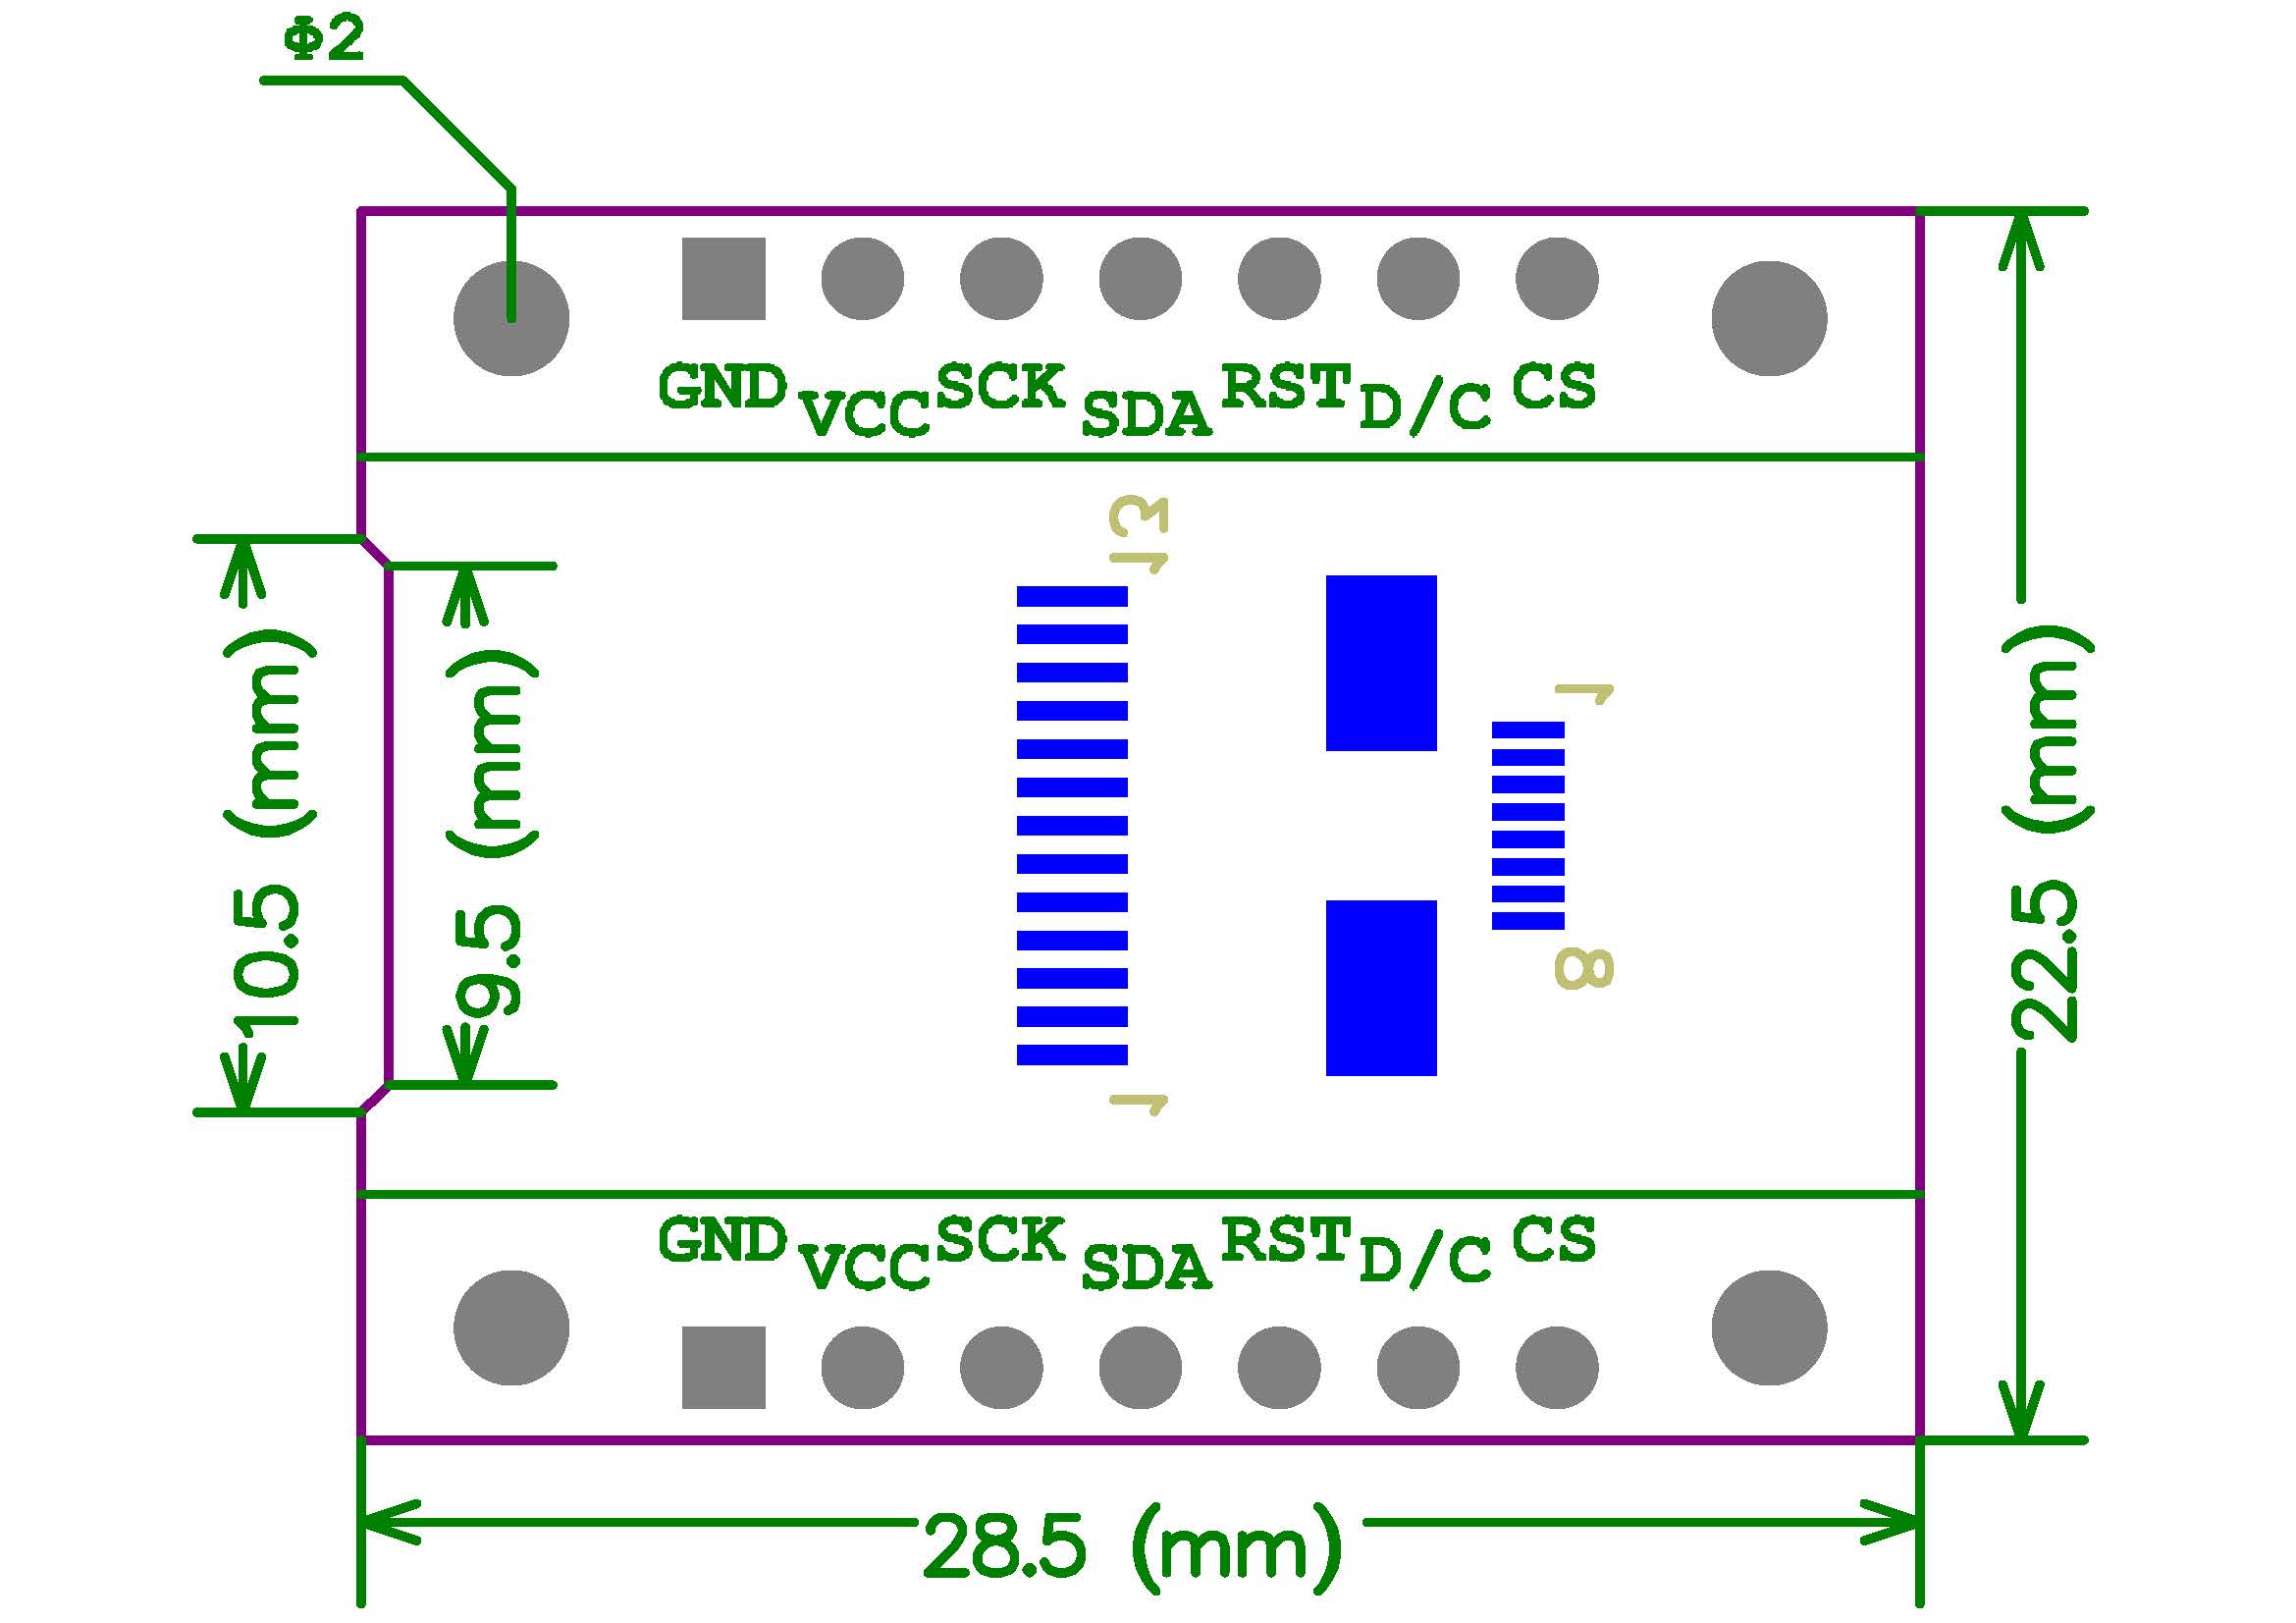 Φ2
GND VCC SCK SDA RST D/C CS
13
1
1
8
10.5 (mm)
9.5 (mm)
22.5 (mm)
GND VCC SCK SDA RST D/C CS
28.5 (mm)